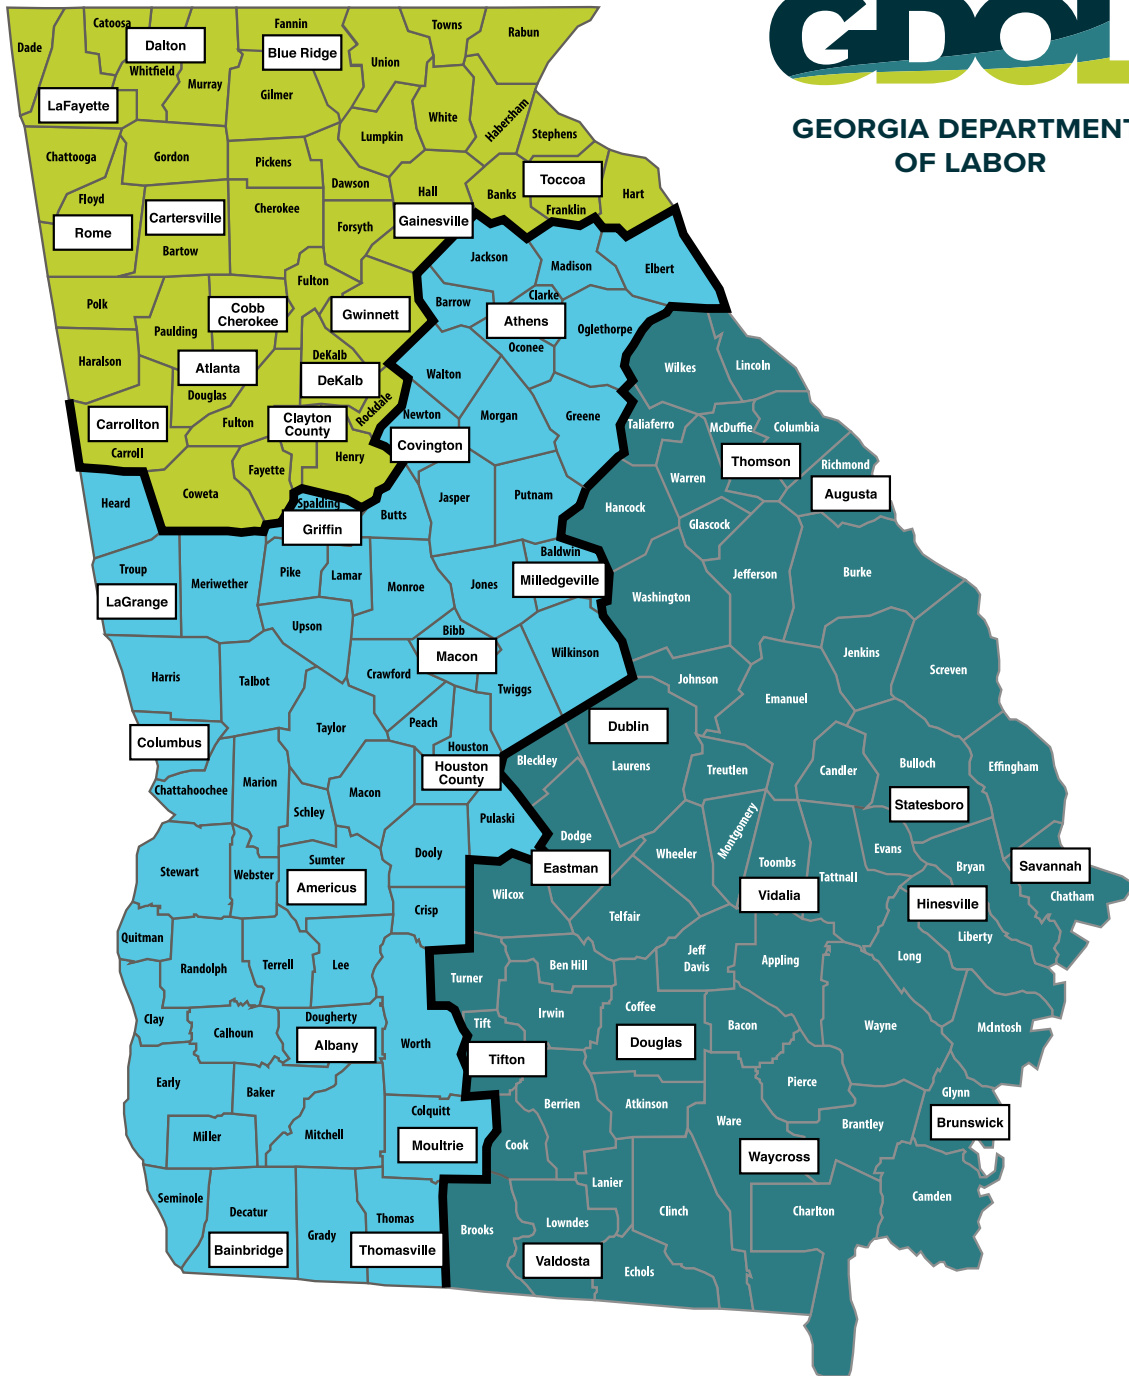 GDOL
GEORGIA DEPARTMENT
OF LABOR
Dade
Catoosa
Dalton
Whitfield
Murray
Fannin
Blue Ridge
Gilmer
Union
Towns
Rabun
LaFayette
White
Habersham
Lumpkin
Stephens
Chattooga
Gordon
Pickens
Dawson
Hall
Banks
Toccoa
Franklin
Hart
Floyd
Rome
Cartersville
Bartow
Cherokee
Forsyth
Gainesville
Jackson
Madison
Elbert
Polk
Paulding
Cobb
Cherokee
Fulton
Gwinnett
Barrow
Clarke
Athens
Oconee
Oglethorpe
Haralson
Atlanta
Douglas
DeKalb
DeKalb
Walton
Wilkes
Lincoln
Carrollton
Carroll
Fulton
Clayton
County
Rockdale
Newton
Covington
Morgan
Greene
Taliaferro
McDuffie
Columbia
Thomson
Richmond
Augusta
Warren
Coweta
Fayette
Henry
Heard
Spalding
Griffin
Butts
Jasper
Putnam
Hancock
Glascock
Troup
LaGrange
Meriwether
Pike
Lamar
Monroe
Jones
Baldwin
Milledgeville
Washington
Jefferson
Burke
Upson
Bibb
Macon
Wilkinson
Harris
Talbot
Crawford
Twiggs
Johnson
Emanuel
Jenkins
Screven
Columbus
Taylor
Peach
Houston
Houston
County
Bleckley
Dublin
Laurens
Treutlen
Candler
Bulloch
Statesboro
Effingham
Chattahoochee
Marion
Schley
Macon
Pulaski
Dodge
Eastman
Wheeler
Montgomery
Toombs
Vidalia
Tattnall
Evans
Bryan
Savannah
Chatham
Hinesville
Liberty
Stewart
Webster
Sumter
Americus
Dooly
Crisp
Wilcox
Telfair
Quitman
Randolph
Terrell
Lee
Turner
Ben Hill
Jeff
Davis
Appling
Long
Clay
Calhoun
Dougherty
Albany
Worth
Tift
Tifton
Irwin
Coffee
Douglas
Bacon
Wayne
McIntosh
Early
Baker
Miller
Mitchell
Colquitt
Moultrie
Cook
Berrien
Atkinson
Ware
Waycross
Pierce
Brantley
Glynn
Brunswick
Seminole
Decatur
Bainbridge
Grady
Thomas
Thomasville
Brooks
Lowndes
Valdosta
Lanier
Echols
Clinch
Charlton
Camden